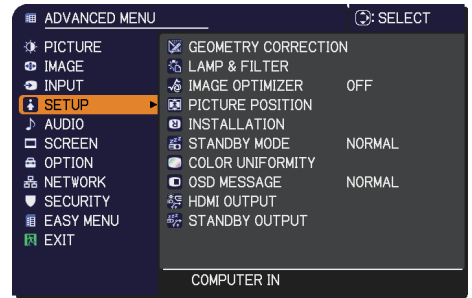 ADVANCED MENU
: SELECT
PICTURE
IMAGE
INPUT
SETUP
AUDIO
SCREEN
OPTION
NETWORK
SECURITY
EASY MENU
EXIT
GEOMETRY CORRECTION
LAMP & FILTER
IMAGE OPTIMIZER OFF
PICTURE POSITION
INSTALLATION
STANDBY MODE NORMAL
COLOR UNIFORMITY
OSD MESSAGE NORMAL
HDMI OUTPUT
STANDBY OUTPUT
COMPUTER IN